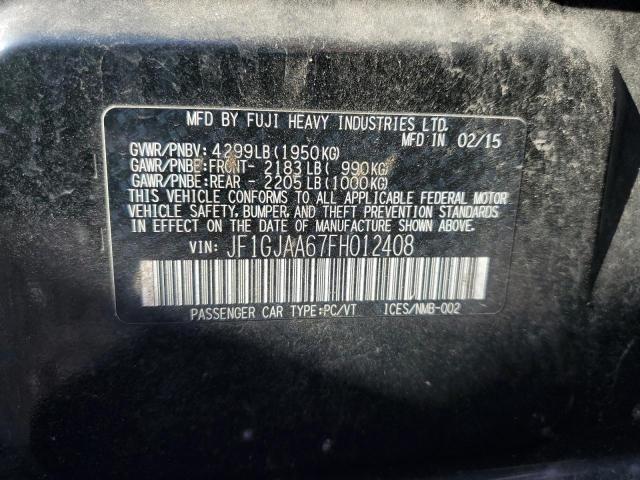 MFD BY FUJI HEAVY INDUSTRIES LTD.
MFD IN 02/15
GVWR/PNBV: 4299LB(1950KG)
GAWR/PNBE:FRONT- 2183LB( 990KG)
GAWR/PNBE:REAR - 2205LB(1000KG)
THIS VEHICLE CONFORMS TO ALL APPLICABLE FEDERAL MOTOR
VEHICLE SAFETY, BUMPER, AND THEFT PREVENTION STANDARDS
IN EFFECT ON THE DATE OF MANUFACTURE SHOWN ABOVE.
VIN: JF1GJAA67FH012408
PASSENGER CAR TYPE:PC/VT ICES/NMB-002